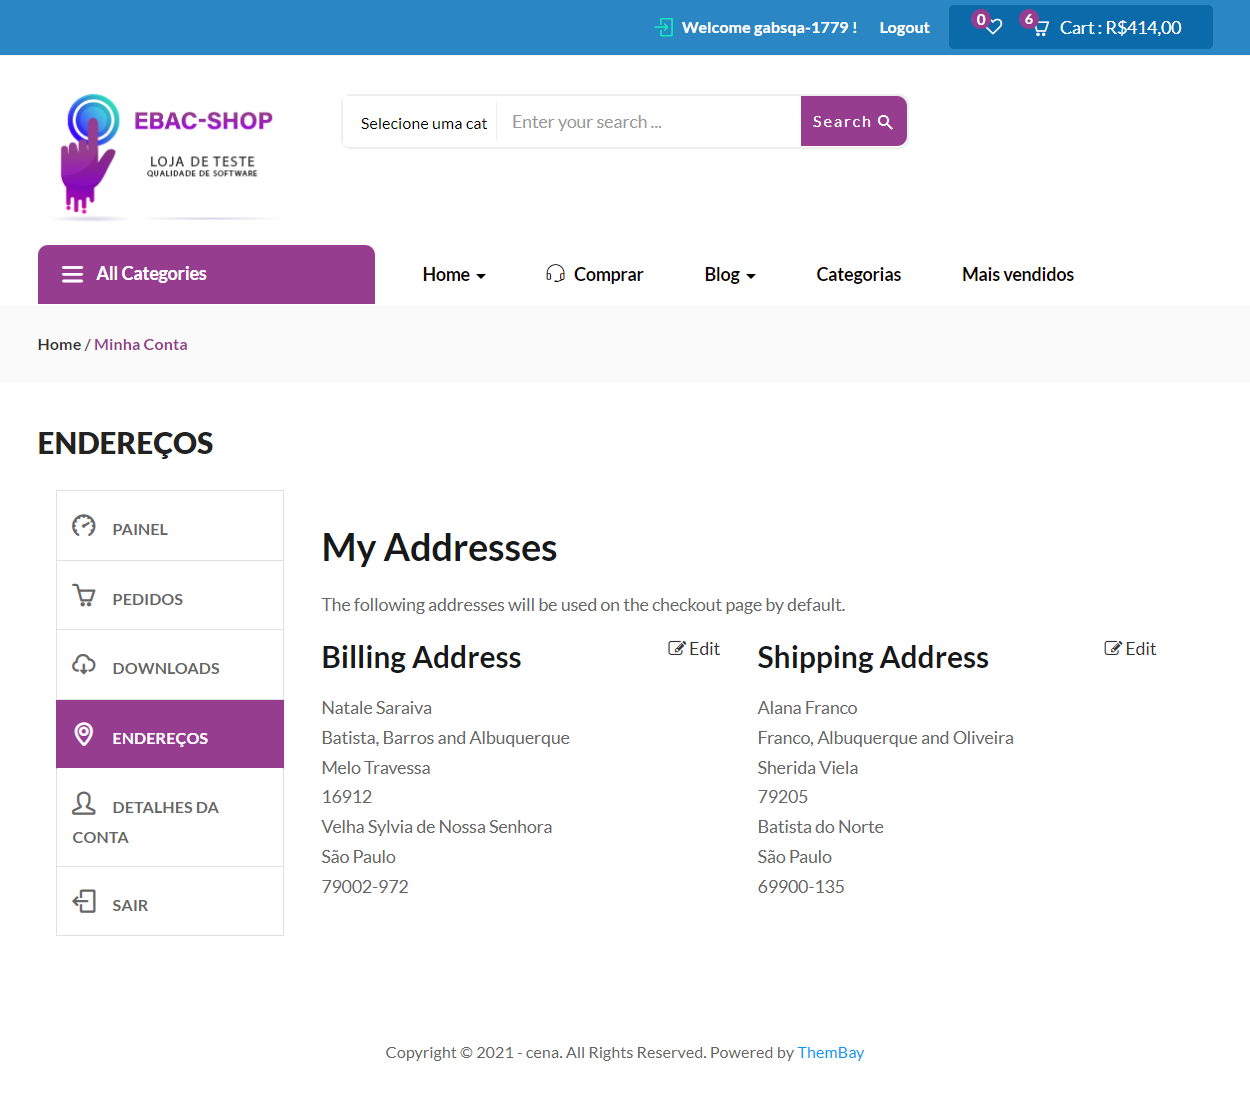 Welcome gabsqa-1779 !
Logout
0
6
Cart : R$414,00
EBAC-SHOP
LOJA DE TESTE
QUALIDADE DE SOFTWARE
Selecione uma cat
Enter your search ...
Search
All Categories
Home
Comprar
Blog
Categorias
Mais vendidos
Home / Minha Conta
ENDEREÇOS
PAINEL
PEDIDOS
DOWNLOADS
ENDEREÇOS
DETALHES DA
CONTA
SAIR
My Addresses
The following addresses will be used on the checkout page by default.
Billing Address
Edit
Natale Saraiva
Batista, Barros and Albuquerque
Melo Travessa
16912
Velha Sylvia de Nossa Senhora
São Paulo
79002-972
Shipping Address
Edit
Alana Franco
Franco, Albuquerque and Oliveira
Sherida Viela
79205
Batista do Norte
São Paulo
69900-135
Copyright © 2021 - cena. All Rights Reserved. Powered by ThemBay